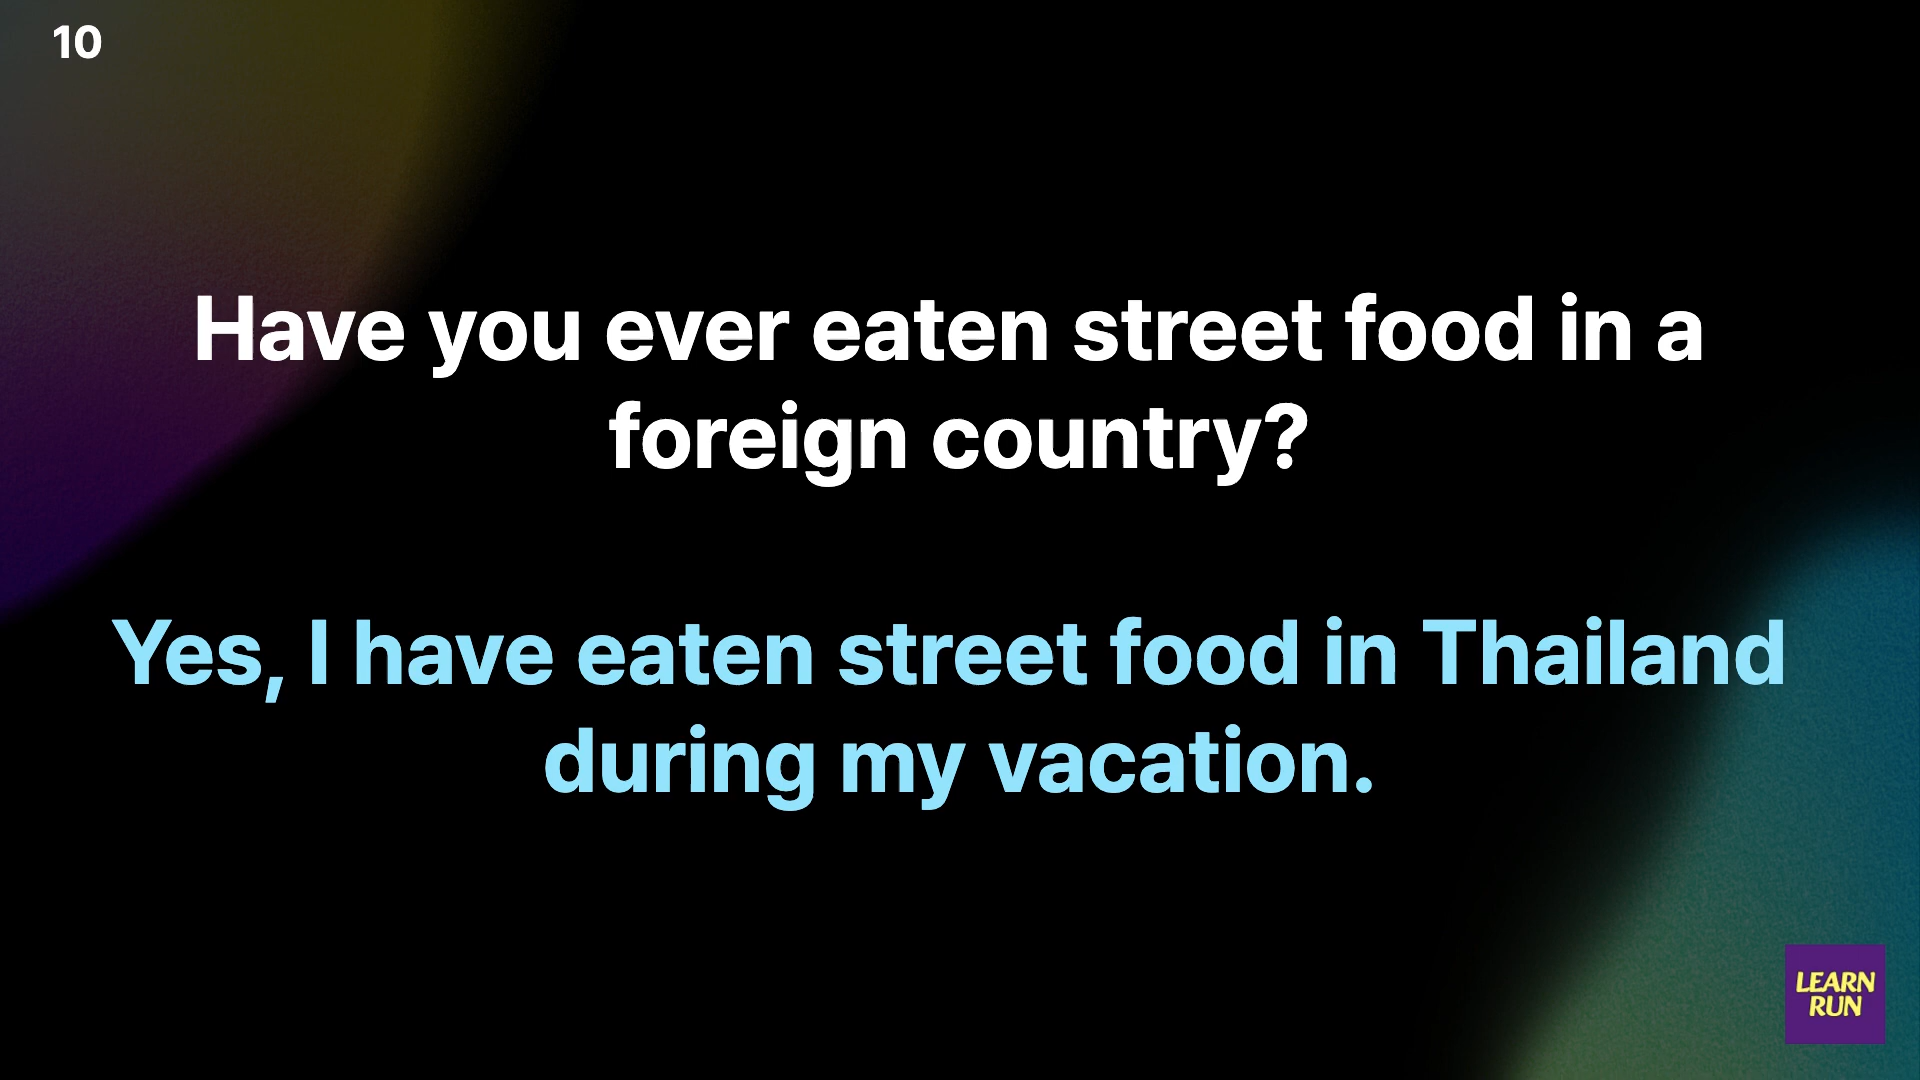 10
Have you ever eaten street food in a
foreign country?
Yes, I have eaten street food in Thailand
during my vacation.
LEARN
RUN